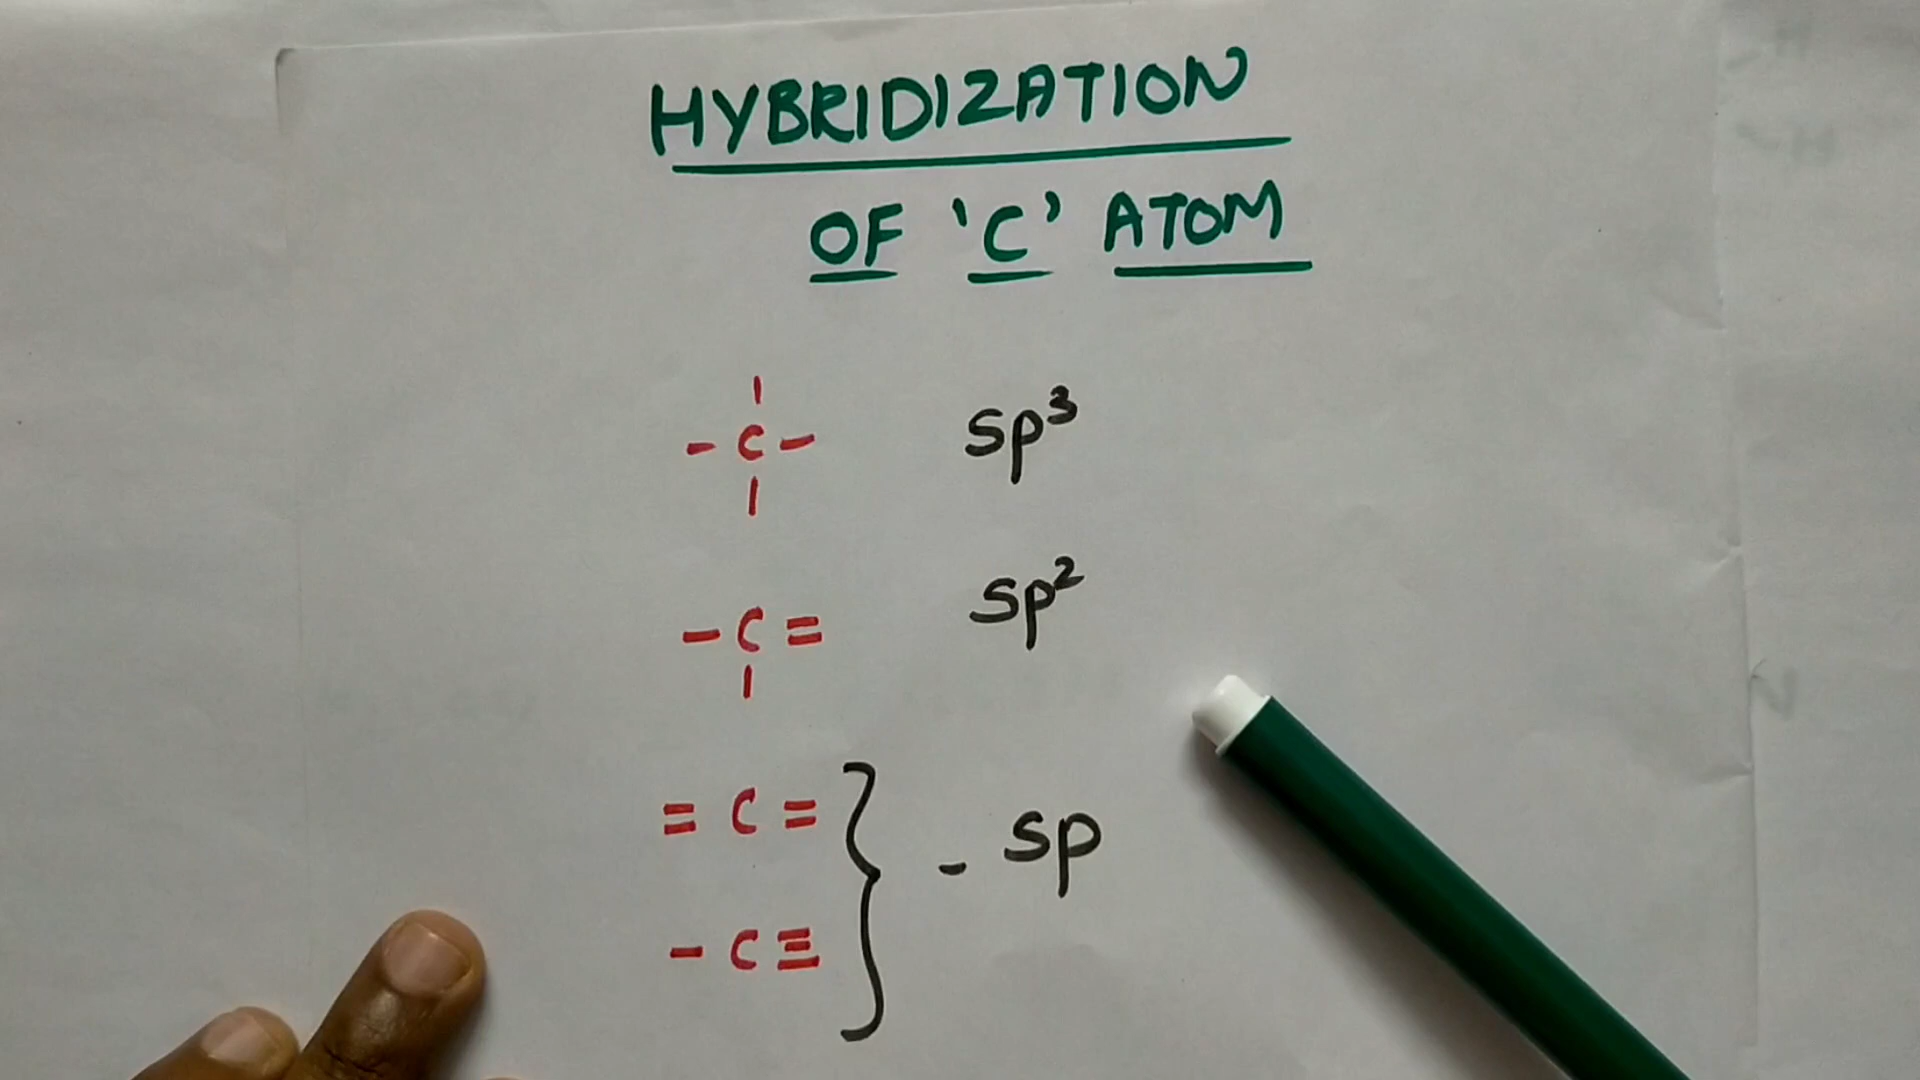 HYBRIDIZATION
OF 'C' ATOM
-C- sp³
-C= sp²
=C= } - sp
-C≡